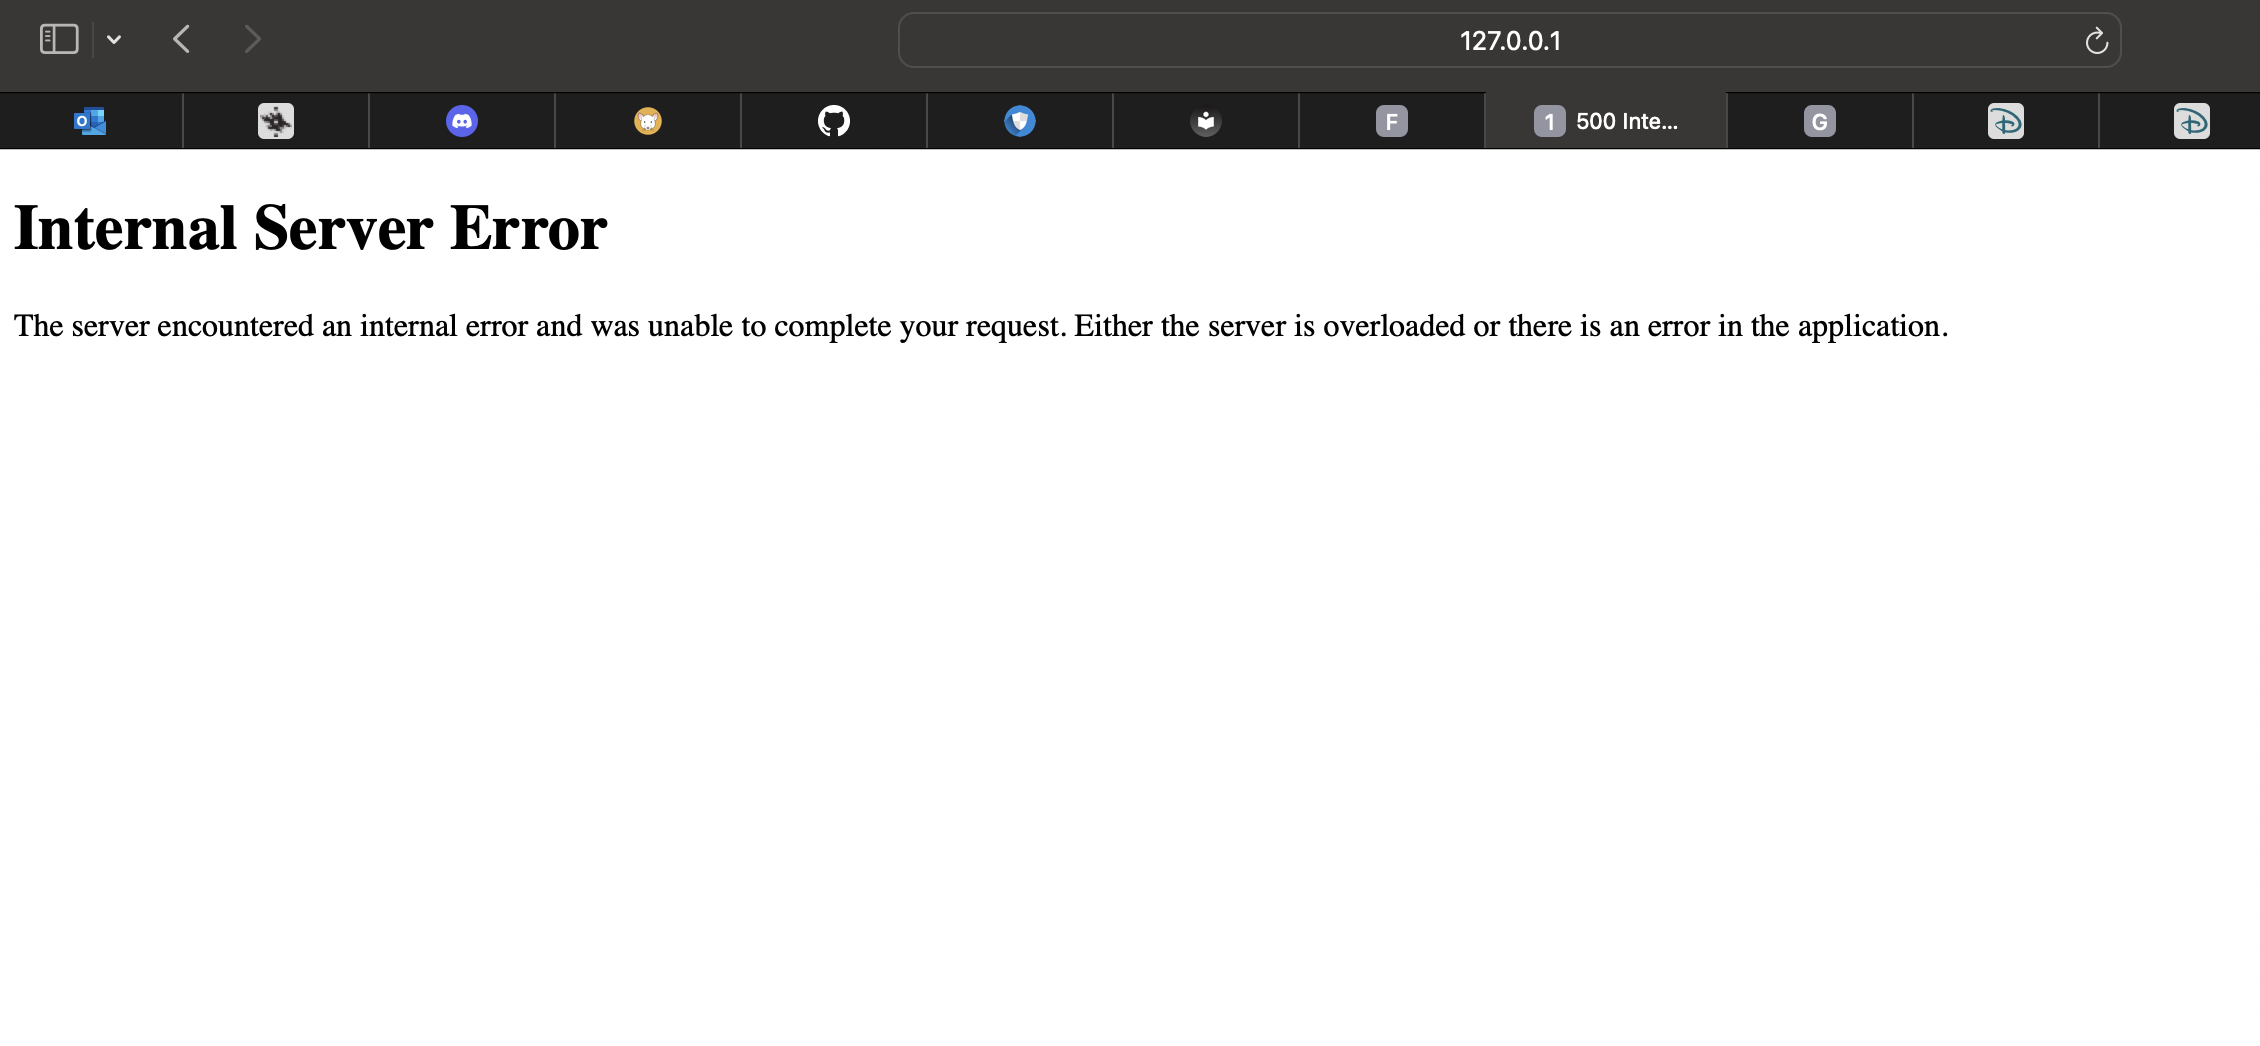 127.0.0.1
F
1 500 Inte...
G
Internal Server Error
The server encountered an internal error and was unable to complete your request. Either the server is overloaded or there is an error in the application.